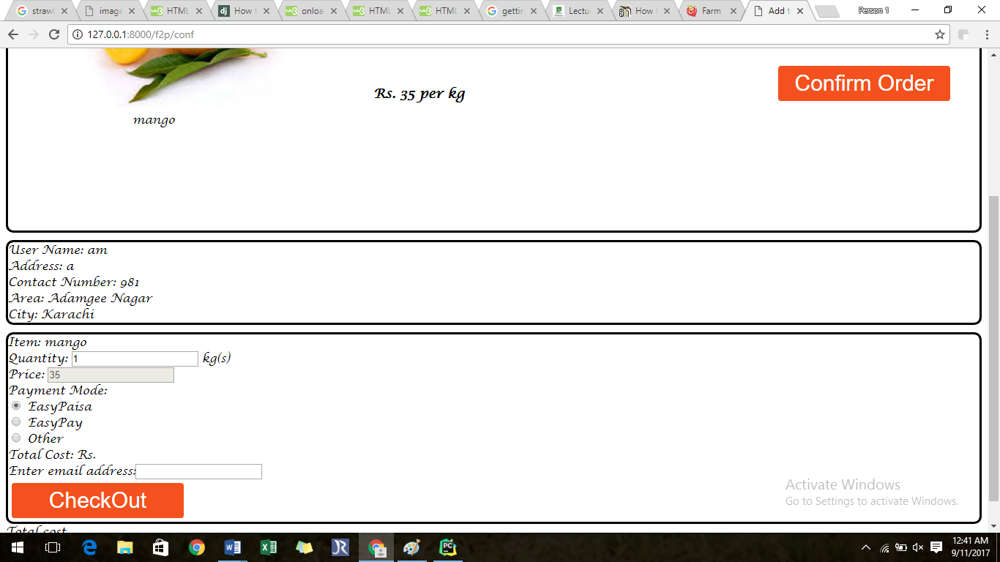 strawl
image
HTML
How t
onloa
HTML
HTML
gettin
Lectu
How t
Farm
Add t
Person 1
127.0.0.1:8000/f2p/conf
Rs. 35 per kg
Confirm Order
mango
User Name: am
Address: a
Contact Number: 981
Area: Adamgee Nagar
City: Karachi
Item: mango
Quantity: 1 kg(s)
Price: 35
Payment Mode:
EasyPaisa
EasyPay
Other
Total Cost: Rs.
Enter email address:
CheckOut
Activate Windows
Go to Settings to activate Windows.
Total cost
12:41 AM
9/11/2017